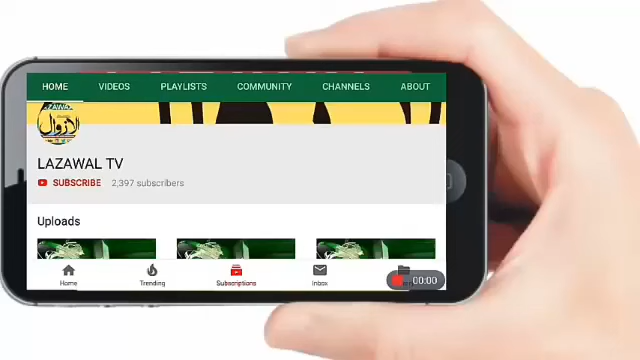 HOME VIDEOS PLAYLISTS COMMUNITY CHANNELS ABOUT
لازوال
LAZAWAL TV
SUBSCRIBE 2,397 subscribers
Uploads
Home Trending Subscriptions Inbox
00:00